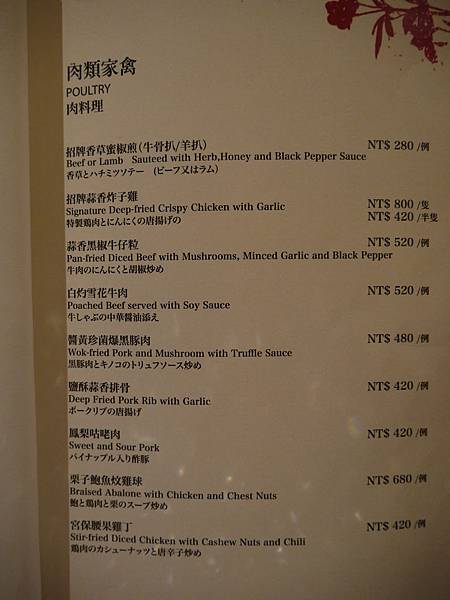 肉類家禽
POULTRY
肉料理
招牌香草蜜椒煎(牛骨扒/羊扒) NT$ 280 /例
Beef or Lamb Sauteed with Herb,Honey and Black Pepper Sauce
香草とハチミツソテー (ビーフ又はラム)
招牌蒜香炸子雞 NT$ 800 /隻
Signature Deep-fried Crispy Chicken with Garlic NT$ 420 /半隻
特製鶏肉とにんにくの唐揚げの
蒜香黑椒牛仔粒 NT$ 520 /例
Pan-fried Diced Beef with Mushrooms, Minced Garlic and Black Pepper
牛肉のにんにくと胡椒炒め
白灼雪花牛肉 NT$ 520 /例
Poached Beef served with Soy Sauce
牛しゃぶの中華醤油添え
醬黃珍菌爆黑豚肉 NT$ 480 /例
Wok-fried Pork and Mushroom with Truffle Sauce
黒豚肉とキノコのトリュフソース炒め
鹽酥蒜香排骨 NT$ 420 /例
Deep Fried Pork Rib with Garlic
ポークリブの唐揚げ
鳳梨咕咾肉 NT$ 420 /例
Sweet and Sour Pork
パイナップル入り酢豚
栗子鮑魚炆雞球 NT$ 680 /例
Braised Abalone with Chicken and Chest Nuts
鮑と鶏肉と栗のスープ炒め
宮保腰果雞丁 NT$ 420 /例
Stir-fried Diced Chicken with Cashew Nuts and Chili
鶏肉のカシューナッツと唐辛子炒め